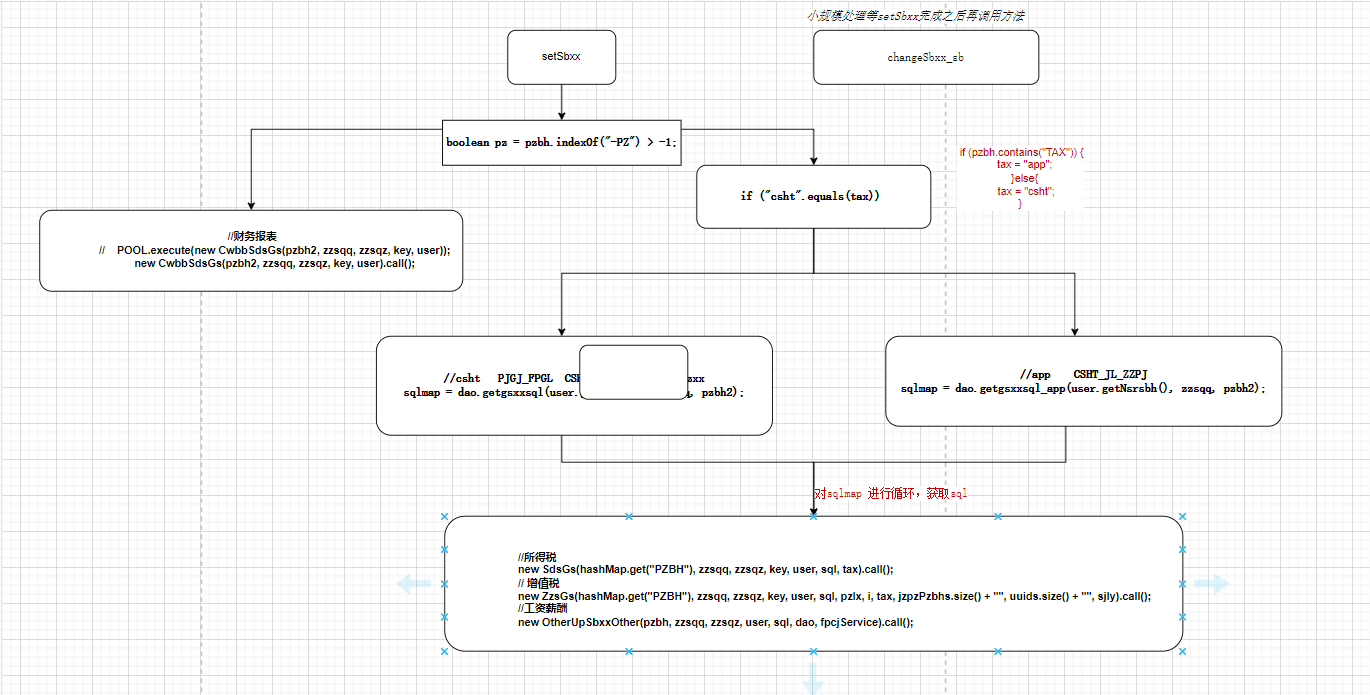 小规模处理等setSbxx完成之后再调用方法
setSbxx
changeSbxx_sb
boolean pz = pzbh.indexOf("-PZ") > -1;
if (pzbh.contains("TAX")) {
tax = "app";
}else{
tax = "csht";
}
if ("csht".equals(tax))
//财务报表
// POOL.execute(new CwbbSdsGs(pzbh2, zzsqq, zzsqz, key, user));
new CwbbSdsGs(pzbh2, zzsqq, zzsqz, key, user).call();
//csht PJGJ_FPGL zxx
sqlmap = dao.getgsxxsql(user. pzbh2);
//app CSHT_JL_ZZPJ
sqlmap = dao.getgsxxsql_app(user.getNsrsbh(), zzsqq, pzbh2);
对sqlmap 进行循环，获取sql
//所得税
new SdsGs(hashMap.get("PZBH"), zzsqq, zzsqz, key, user, sql, tax).call();
// 增值税
new ZzsGs(hashMap.get("PZBH"), zzsqq, zzsqz, key, user, sql, pzlx, i, tax, jzpzPzbhs.size() + "", uuids.size() + "", sjly).call();
//工资薪酬
new OtherUpSbxxOther(pzbh, zzsqq, zzsqz, user, sql, dao, fpcjService).call();